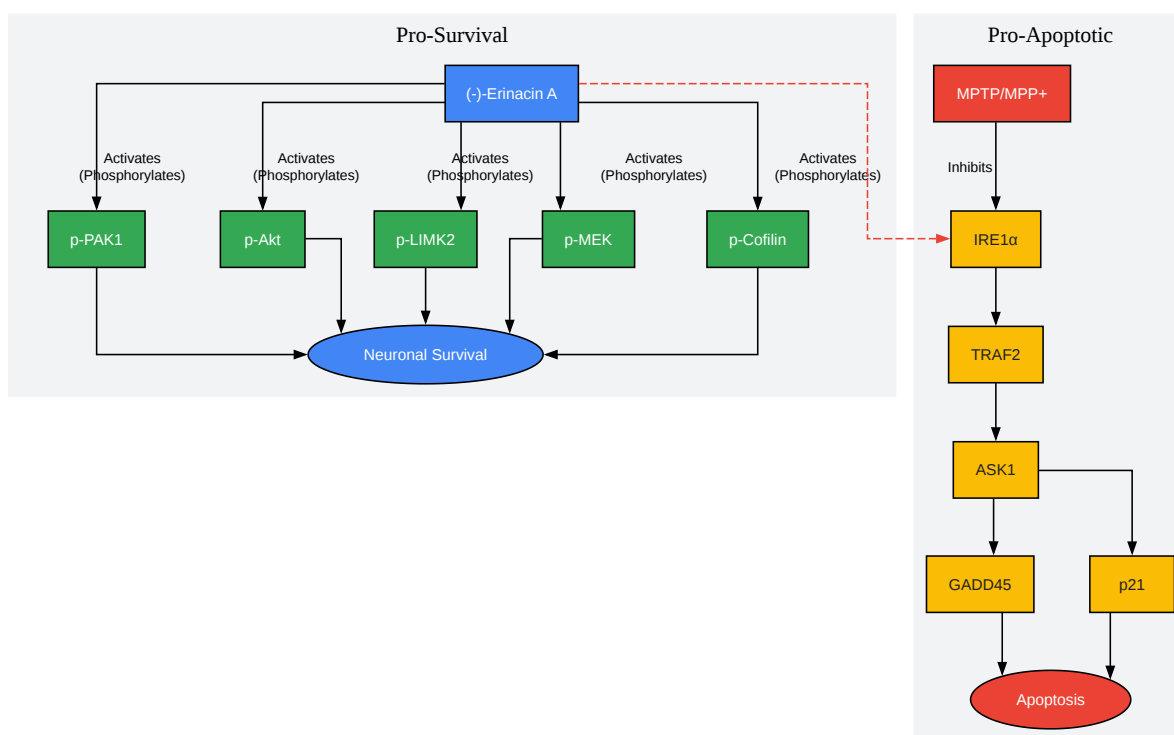 Pro-Survival
Pro-Apoptotic
(-)-Erinacin A
MPTP/MPP+
Activates
(Phosphorylates)
Activates
(Phosphorylates)
Activates
(Phosphorylates)
Activates
(Phosphorylates)
Activates
(Phosphorylates)
Inhibits
p-PAK1
p-Akt
p-LIMK2
p-MEK
p-Cofilin
IRE1α
Neuronal Survival
TRAF2
ASK1
GADD45
p21
Apoptosis